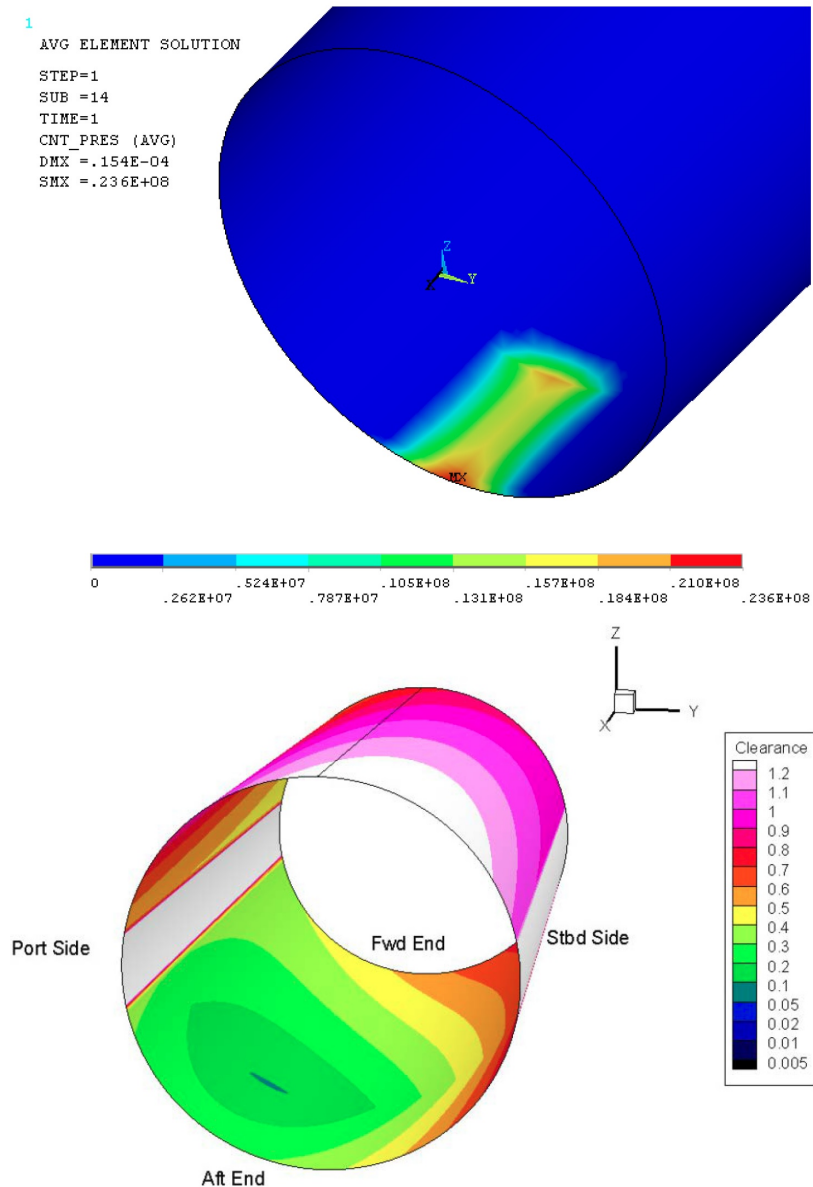 1
AVG ELEMENT SOLUTION
STEP=1
SUB =14
TIME=1
CNT_PRES (AVG)
DMX =.154E-04
SMX =.236E+08
Z
X
Y
MX
0
.524E+07
.105E+08
.157E+08
.210E+08
.262E+07
.787E+07
.131E+08
.184E+08
.236E+08
Z
Y
X
Clearance
1.2
1.1
1
0.9
0.8
0.7
0.6
0.5
0.4
0.3
0.2
0.1
0.05
0.02
0.01
0.005
Port Side
Fwd End
Stbd Side
Aft End